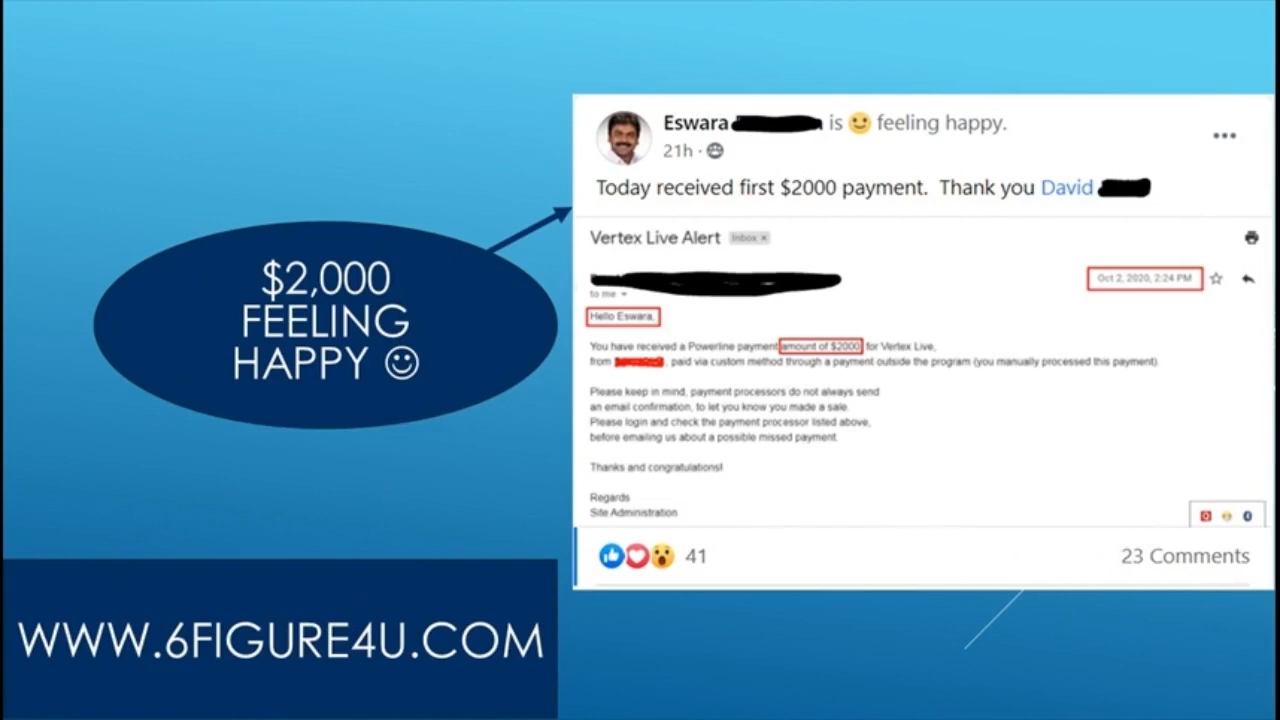 $2,000
FEELING
HAPPY ☺
WWW.6FIGURE4U.COM
Eswara is 🙂 feeling happy.
21h ·
Today received first $2000 payment. Thank you David
Vertex Live Alert Inbox x
to me
Oct 2, 2020, 2:24 PM
Hello Eswara,
You have received a Powerline payment amount of $2000 for Vertex Live,
from , paid via custom method through a payment outside the program (you manually processed this payment).
Please keep in mind, payment processors do not always send
an email confirmation, to let you know you made a sale.
Please login and check the payment processor listed above,
before emailing us about a possible missed payment.
Thanks and congratulations!
Regards
Site Administration
41
23 Comments